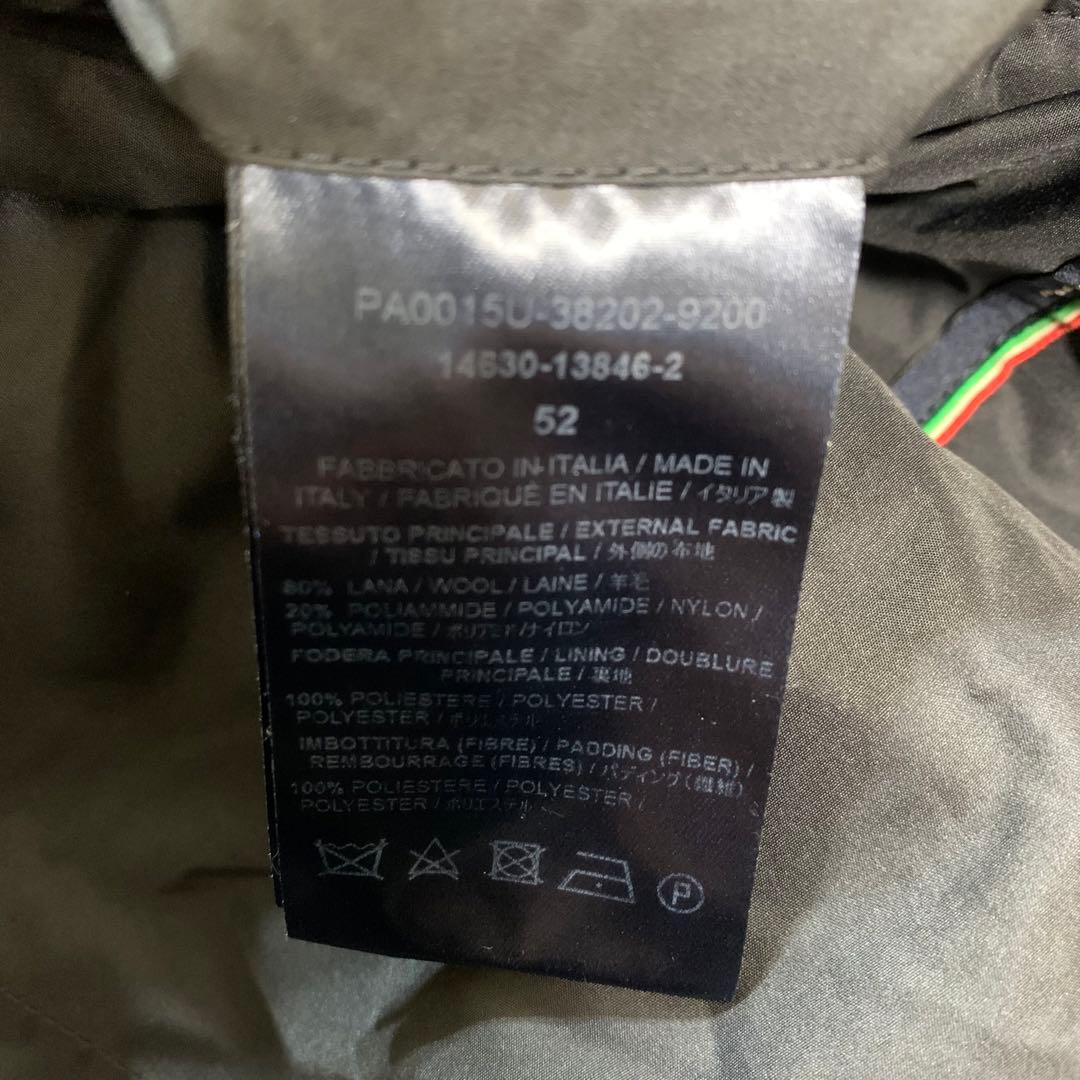 PA0015U-38202-9200
14630-13846-2
52
FABBRICATO IN ITALIA / MADE IN
ITALY / FABRIQUÉ EN ITALIE / イタリア製
TESSUTO PRINCIPALE / EXTERNAL FABRIC
/ TISSU PRINCIPAL / 外側の布地
80% LANA / WOOL / LAINE / 羊毛
20% POLIAMMIDE / POLYAMIDE / NYLON /
POLYAMIDE / ポリアミド/ナイロン
FODERA PRINCIPALE / LINING / DOUBLURE
PRINCIPALE / 裏地
100% POLIESTERE / POLYESTER /
POLYESTER / ポリエステル
IMBOTTITURA (FIBRE) / PADDING (FIBER) /
REMBOURRAGE (FIBRES) / パディング (繊維)
100% POLIESTERE / POLYESTER /
POLYESTER / ポリエステル
P